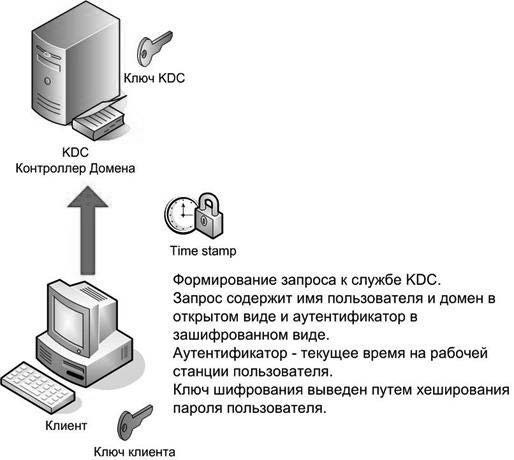 Ключ KDC
KDC
Контроллер Домена
Time stamp
Формирование запроса к службе KDC.
Запрос содержит имя пользователя и домен в
открытом виде и аутентификатор в
зашифрованном виде.
Аутентификатор - текущее время на рабочей
станции пользователя.
Ключ шифрования выведен путем хеширования
пароля пользователя.
Клиент
Ключ клиента